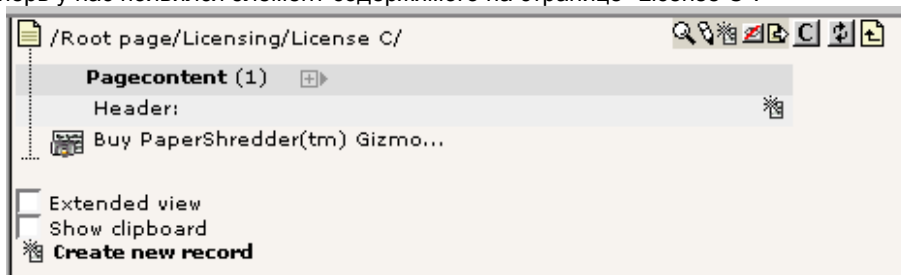 /Root page/Licensing/License C/
C
Pagecontent (1)
Header:
Buy PaperShredder(tm) Gizmo...
Extended view
Show clipboard
Create new record